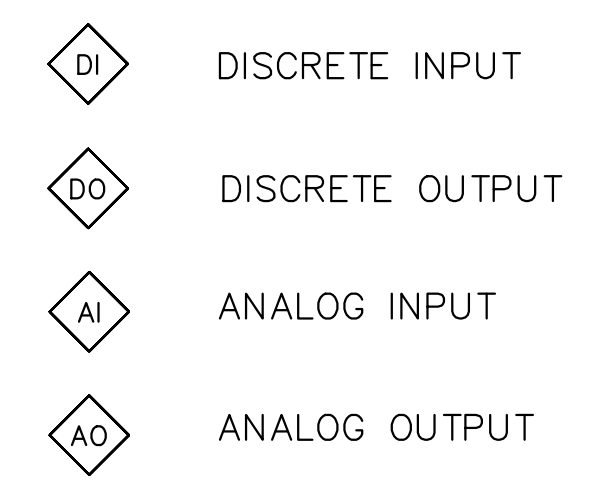 DI DISCRETE INPUT
DO DISCRETE OUTPUT
AI ANALOG INPUT
AO ANALOG OUTPUT